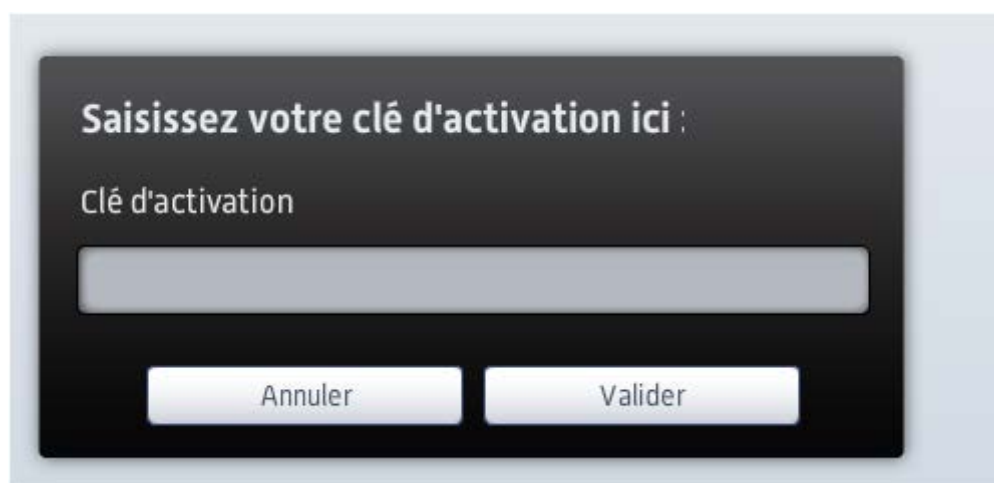 Saisissez votre clé d'activation ici :
Clé d'activation
Annuler Valider